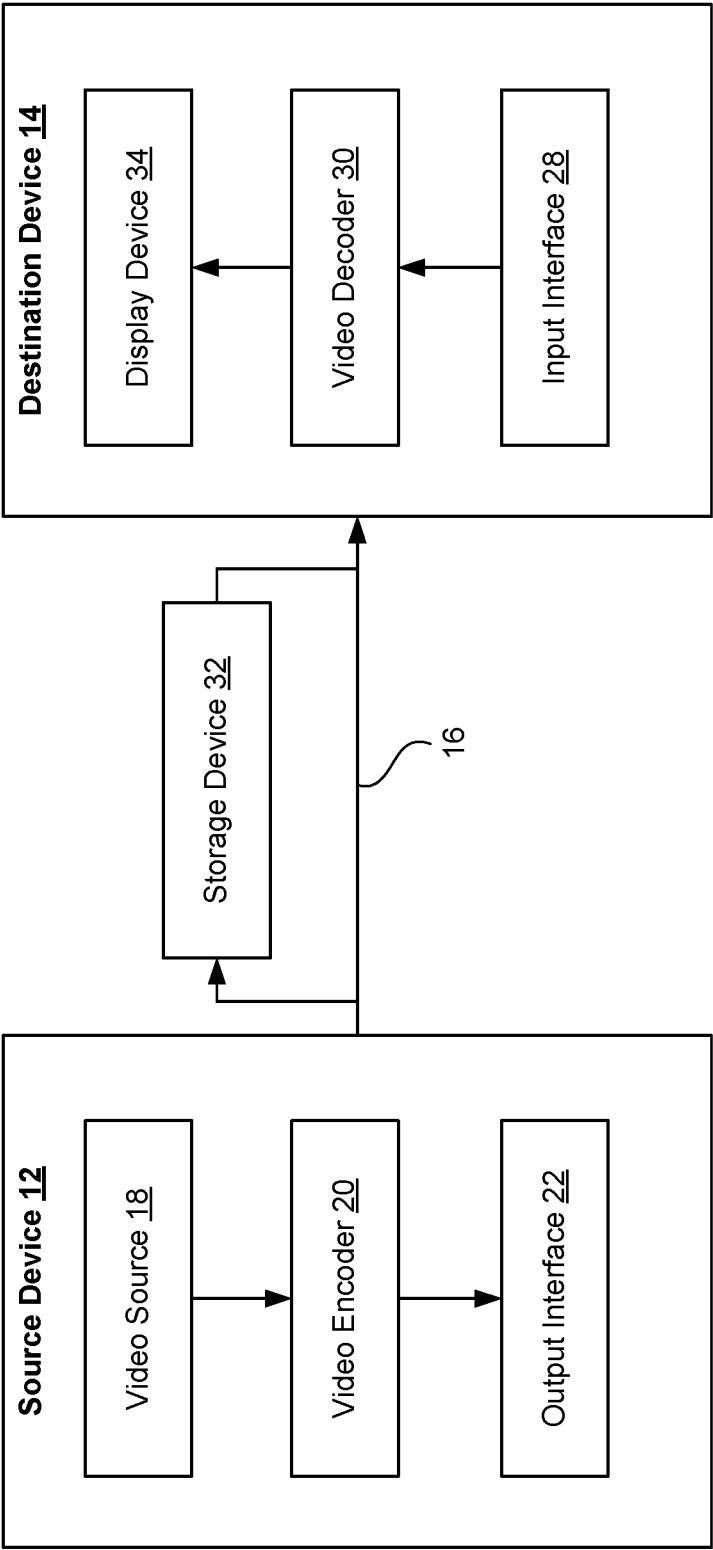 Source Device 12
Video Source 18
Video Encoder 20
Output Interface 22
Storage Device 32
16
Destination Device 14
Display Device 34
Video Decoder 30
Input Interface 28